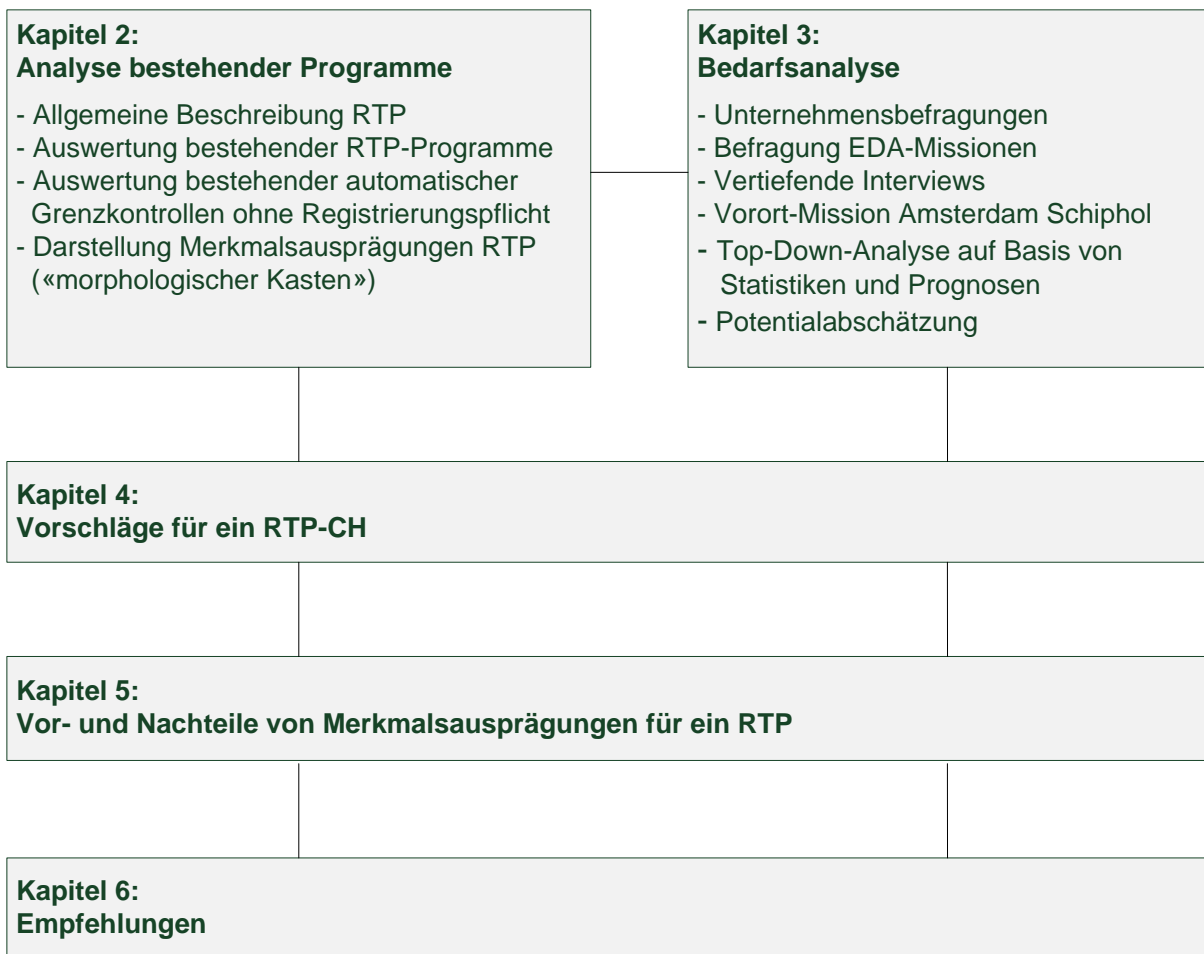 Kapitel 2:
Analyse bestehender Programme
- Allgemeine Beschreibung RTP
- Auswertung bestehender RTP-Programme
- Auswertung bestehender automatischer
Grenzkontrollen ohne Registrierungspflicht
- Darstellung Merkmalsausprägungen RTP
(«morphologischer Kasten»)
Kapitel 3:
Bedarfsanalyse
- Unternehmensbefragungen
- Befragung EDA-Missionen
- Vertiefende Interviews
- Vorort-Mission Amsterdam Schiphol
- Top-Down-Analyse auf Basis von
Statistiken und Prognosen
- Potentialabschätzung
Kapitel 4:
Vorschläge für ein RTP-CH
Kapitel 5:
Vor- und Nachteile von Merkmalsausprägungen für ein RTP
Kapitel 6:
Empfehlungen